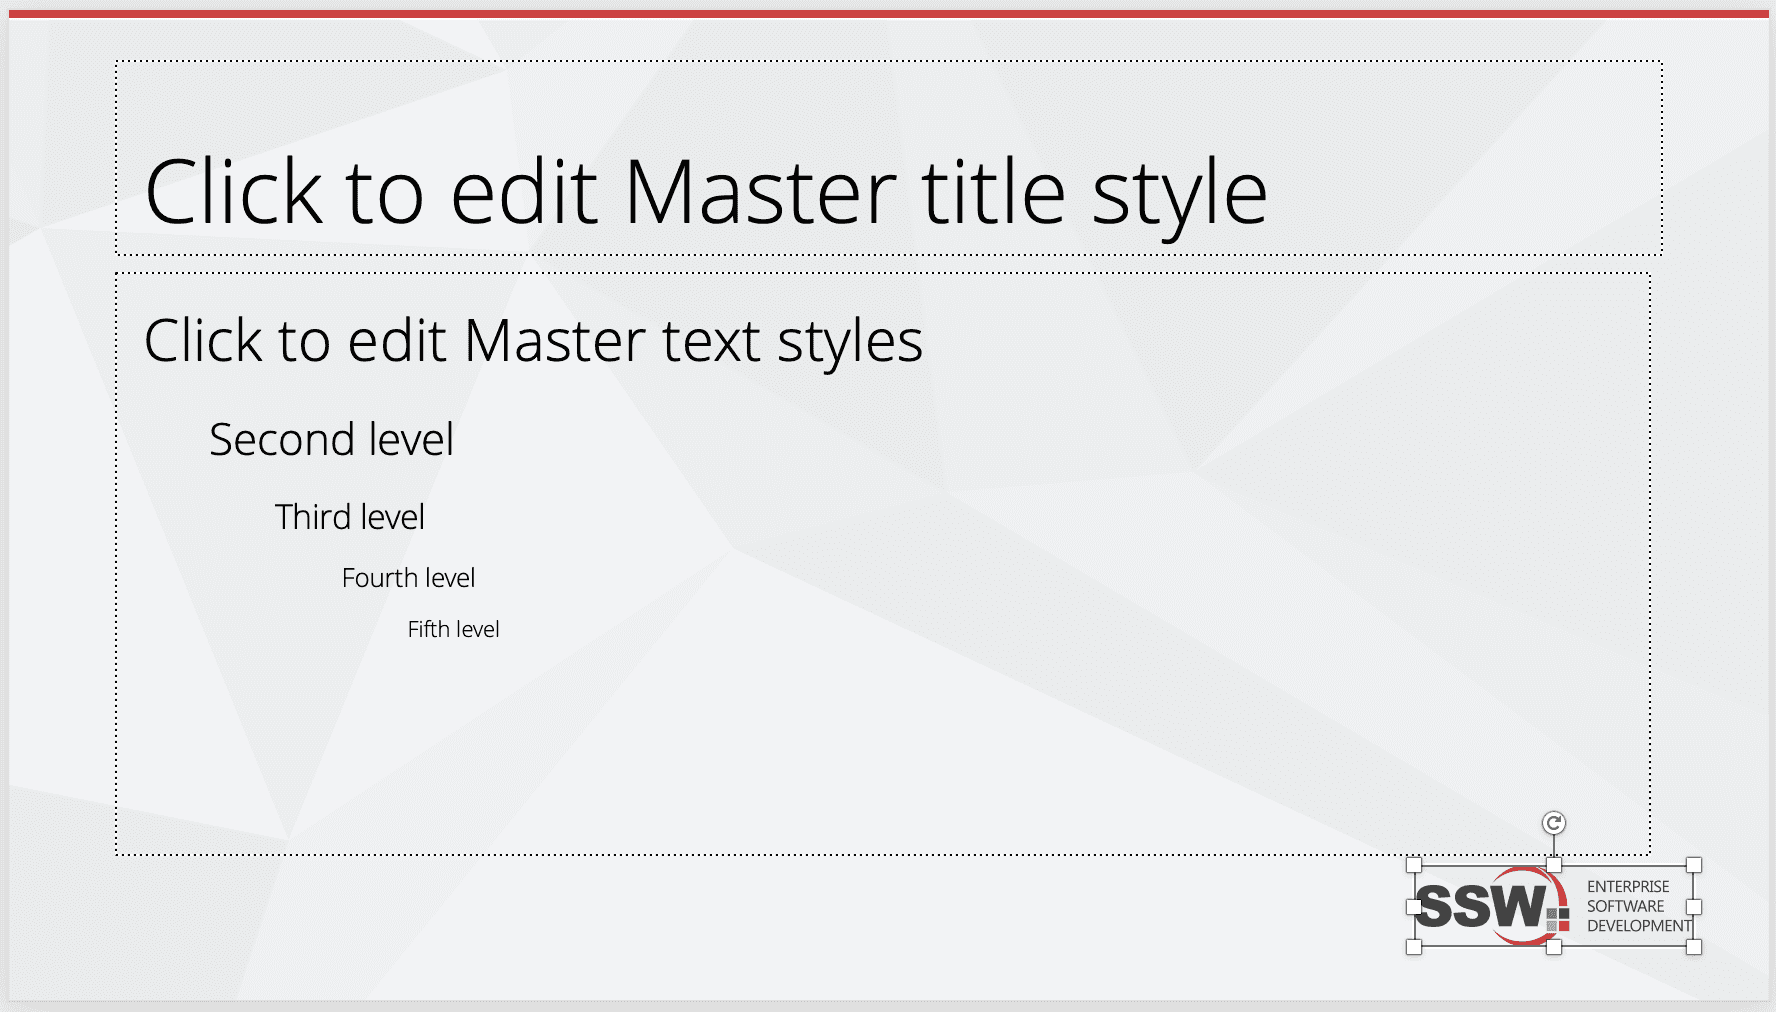 Click to edit Master title style
Click to edit Master text styles
Second level
Third level
Fourth level
Fifth level
SSW
ENTERPRISE
SOFTWARE
DEVELOPMENT